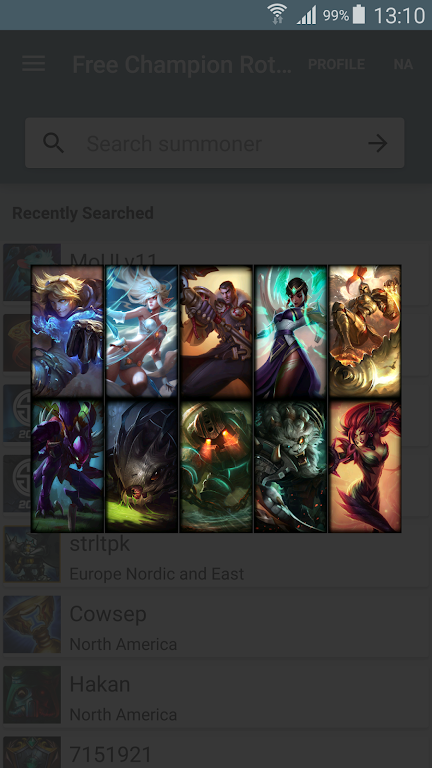 99% 13:10
Free Champion Rot... PROFILE NA
Search summoner
Recently Searched
MoULy11
strltpk
Europe Nordic and East
Cowsep
North America
Hakan
North America
7151921